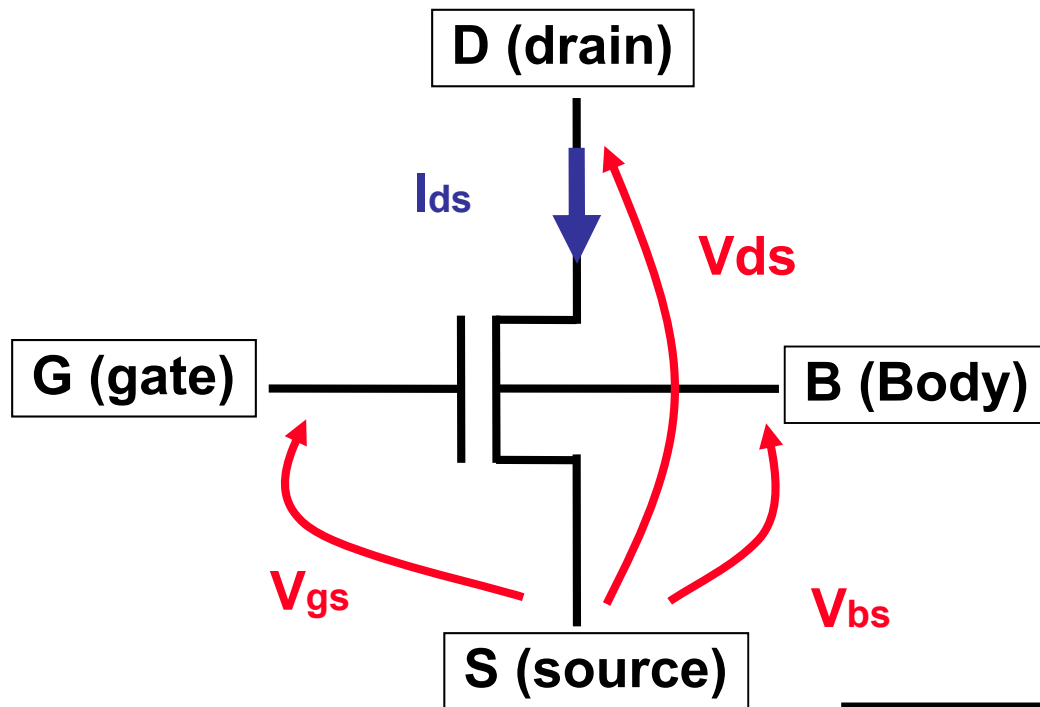 D (drain)
Ids
Vds
G (gate)
B (Body)
Vgs
Vbs
S (source)